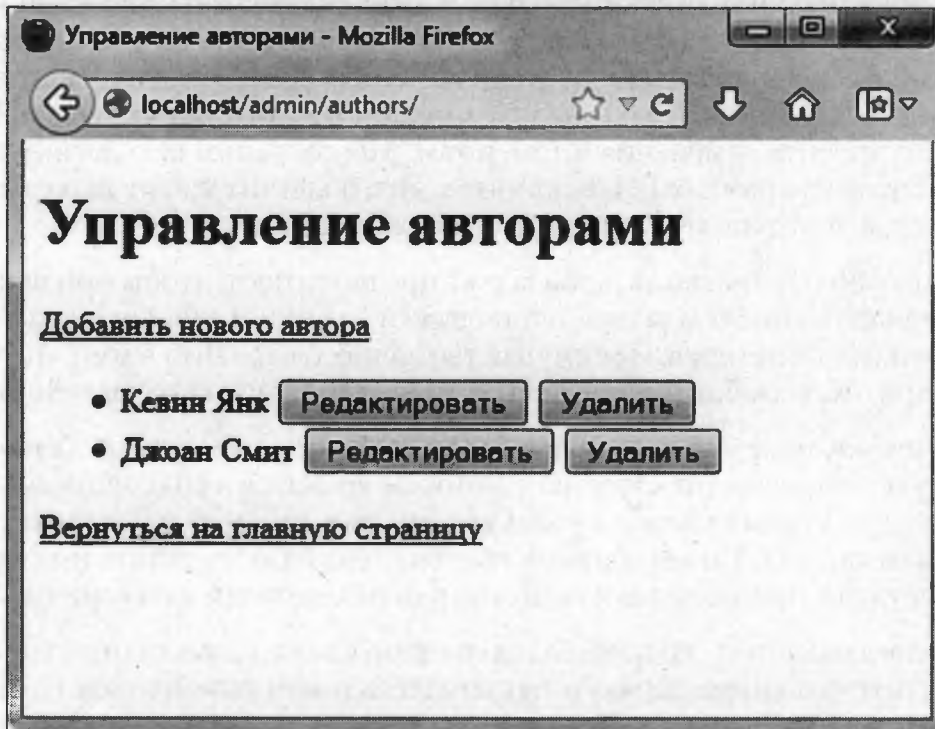 Управление авторами - Mozilla Firefox
localhost/admin/authors/
Управление авторами
Добавить нового автора
• Кевин Янк Редактировать Удалить
• Джоан Смит Редактировать Удалить
Вернуться на главную страницу